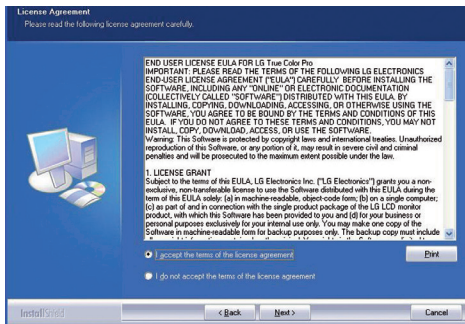 License Agreement
Please read the following license agreement carefully.
END USER LICENSE EULA FOR LG True Color Pro
IMPORTANT: PLEASE READ THE TERMS OF THE FOLLOWING LG ELECTRONICS
END-USER LICENSE AGREEMENT ("EULA") CAREFULLY BEFORE INSTALLING THE
SOFTWARE, INCLUDING ANY "ONLINE" OR ELECTRONIC DOCUMENTATION
(COLLECTIVELY CALLED "SOFTWARE") DISTRIBUTED WITH THIS EULA. BY
INSTALLING, COPYING, DOWNLOADING, ACCESSING, OR OTHERWISE USING THE
SOFTWARE, YOU AGREE TO BE BOUND BY THE TERMS AND CONDITIONS OF THIS
EULA. IF YOU DO NOT AGREE TO THESE TERMS AND CONDITIONS, YOU MAY NOT
INSTALL, COPY, DOWNLOAD, ACCESS, OR USE THE SOFTWARE.
Warning: This Software is protected by copyright laws and international treaties. Unauthorized
reproduction of this Software, or any portion of it, may result in severe civil and criminal
penalties and will be prosecuted to the maximum extent possible under the law.
1. LICENSE GRANT
Subject to the terms of this EULA, LG Electronics Inc. ("LG Electronics") grants you a non-
exclusive, non-transferable license to use the Software distributed with this EULA during the
term of this EULA solely: (a) in machine-readable, object-code form; (b) on a single computer;
(c) as part of and in connection with the single product package of the LG LCD monitor
product, with which this Software has been provided to you and (d) for your business or
personal purposes exclusively for your internal use only. You may make one copy of the
Software in machine-readable form for backup purposes only. The backup copy must include
I accept the terms of the license agreement
Print
I do not accept the terms of the license agreement
InstallShield
< Back
Next >
Cancel